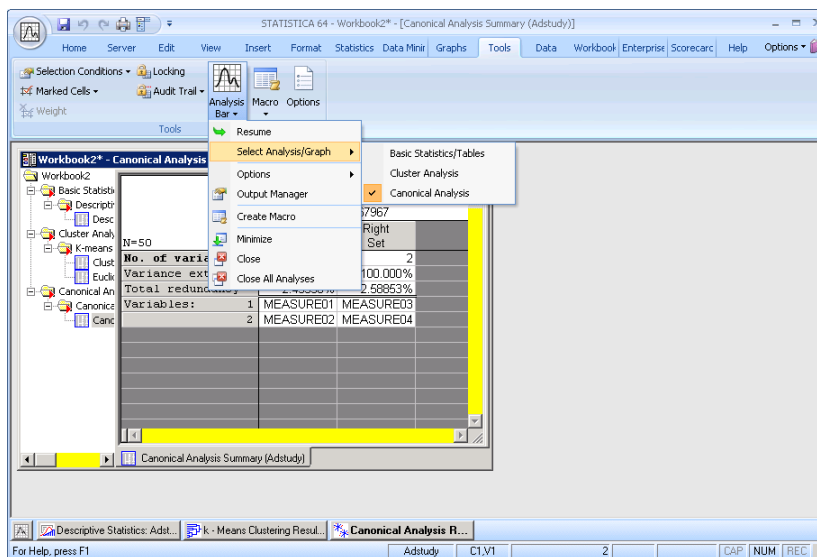 STATISTICA 64 - Workbook2* - [Canonical Analysis Summary (Adstudy)]
Home Server Edit View Insert Format Statistics Data Minir Graphs Tools Data Workbool Enterprise Scorecarc Help Options
Selection Conditions
Locking
Marked Cells
Audit Trail
Weight
Analysis Bar
Macro
Options
Tools
Resume
Select Analysis/Graph
Options
Output Manager
Create Macro
Minimize
Close
Close All Analyses
Basic Statistics/Tables
Cluster Analysis
Canonical Analysis
Workbook2* - Canonical Analysis
Workbook2
Basic Statisti
Descripti
Desc
Cluster Analy
K-means
Clust
Euclic
Canonical An
Canonica
Canc
57967
Right
N=50 Set
No. of varia 2
Variance ext 100.000%
Total redund 2.58853%
Variables: 1 MEASURE01 MEASURE03
2 MEASURE02 MEASURE04
Canonical Analysis Summary (Adstudy)
Descriptive Statistics: Adst...
k - Means Clustering Resul...
Canonical Analysis R...
For Help, press F1
Adstudy C1,V1 2 CAP NUM REC